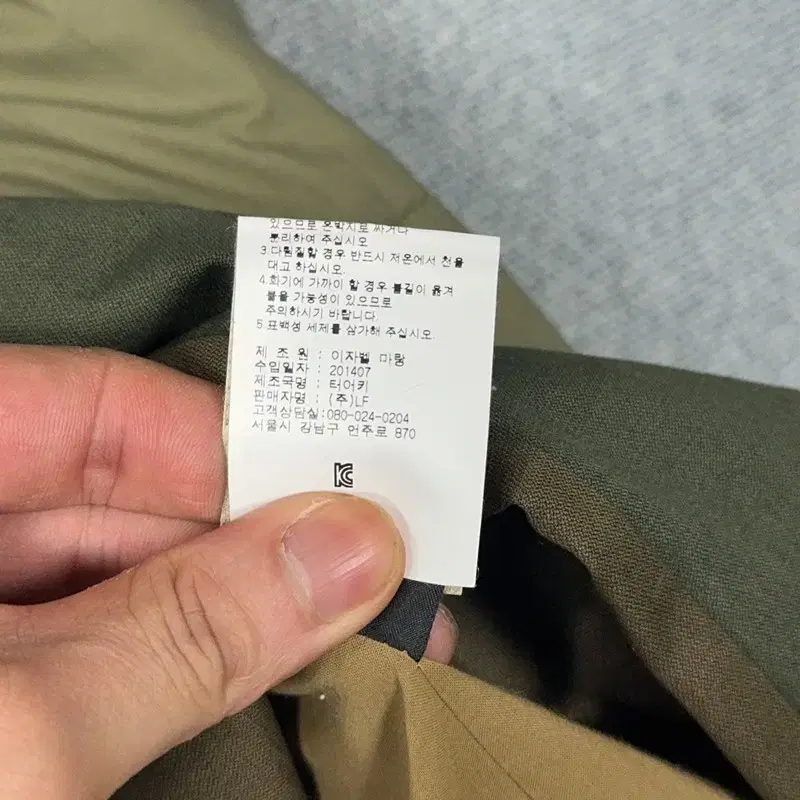 있으므로 은박지로 싸거나
분리하여 주십시오
3.다림질할 경우 반드시 저온에서 천을
대고 하십시오.
4.화기에 가까이 할 경우 불길이 옮겨
붙을 가능성이 있으므로
주의하시기 바랍니다.
5.표백성 세제를 삼가해 주십시오.
제 조 원 : 이자벨 마랑
수입일자 : 201407
제조국명 : 터어키
판매자명 : (주)LF
고객상담실:080-024-0204
서울시 강남구 언주로 870
KC